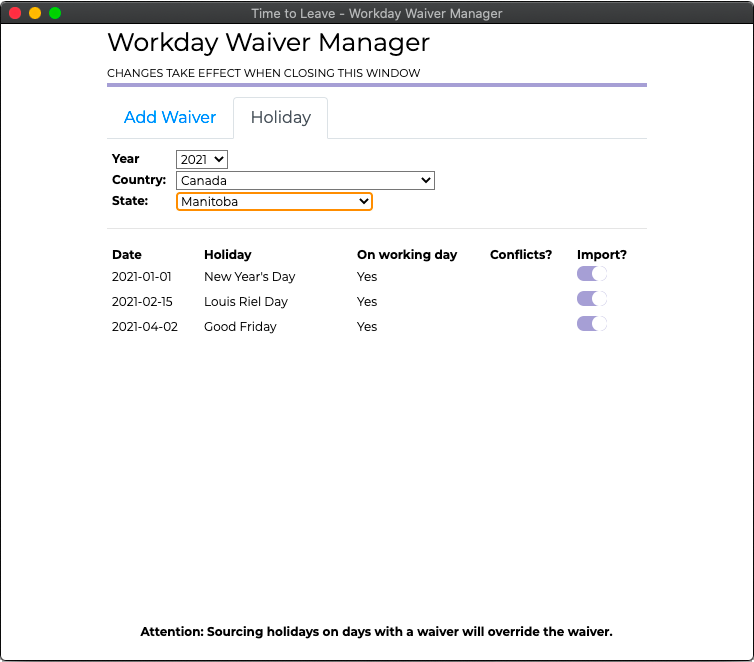 Time to Leave - Workday Waiver Manager
Workday Waiver Manager
CHANGES TAKE EFFECT WHEN CLOSING THIS WINDOW
Add Waiver Holiday
Year 2021
Country: Canada
State: Manitoba
Date Holiday On working day Conflicts? Import?
2021-01-01 New Year's Day Yes
2021-02-15 Louis Riel Day Yes
2021-04-02 Good Friday Yes
Attention: Sourcing holidays on days with a waiver will override the waiver.